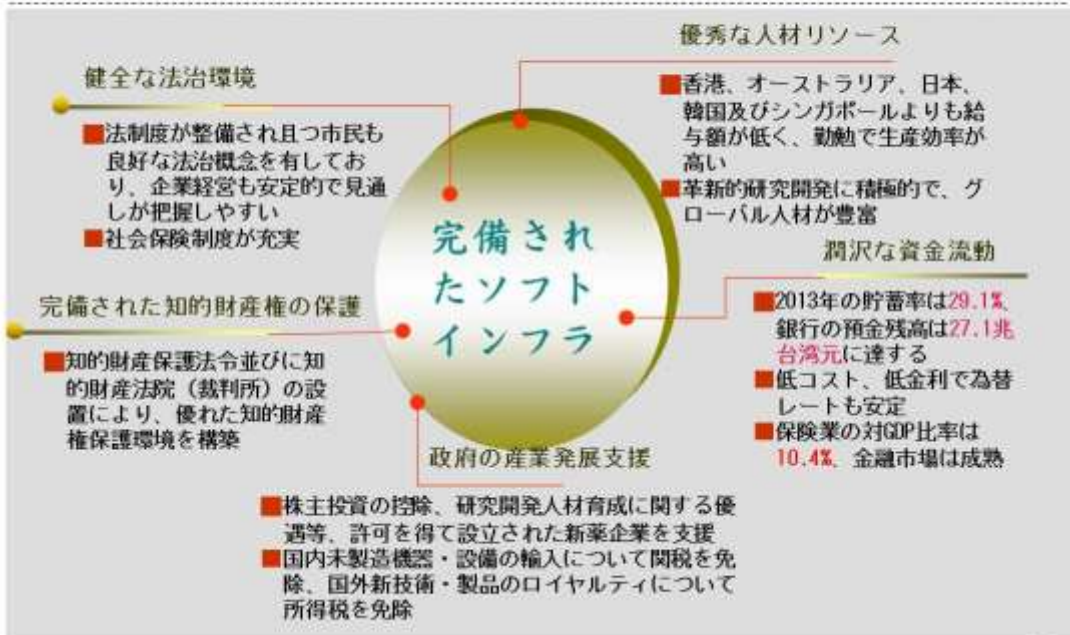 優秀な人材リソース
■香港、オーストラリア、日本、
韓国及びシンガポールよりも給
与額が低く、勤勉で生産効率が
高い
■革新的研究開発に積極的で、グ
ローバル人材が豊富
健全な法治環境
■法制度が整備され且つ市民も
良好な法治概念を有してお
り、企業経営も安定的で見通
しが把握しやすい
■社会保険制度が充実
完備され
たソフト
インフラ
潤沢な資金流動
■2013年の貯蓄率は29.1%、
銀行の預金残高は27.1兆
台湾元に達する
■低コスト、低金利で為替
レートも安定
■保険業の対GDP比率は
10.4%、金融市場は成熟
完備された知的財産権の保護
■知的財産保護法令並びに知
的財産法院（裁判所）の設
置により、優れた知的財産
権保護環境を構築
政府の産業発展支援
■株主投資の控除、研究開発人材育成に関する優
遇等、許可を得て設立された新薬企業を支援
■国内未製造機器・設備の輸入について関税を免
除、国外新技術・製品のロイヤルティについて
所得税を免除